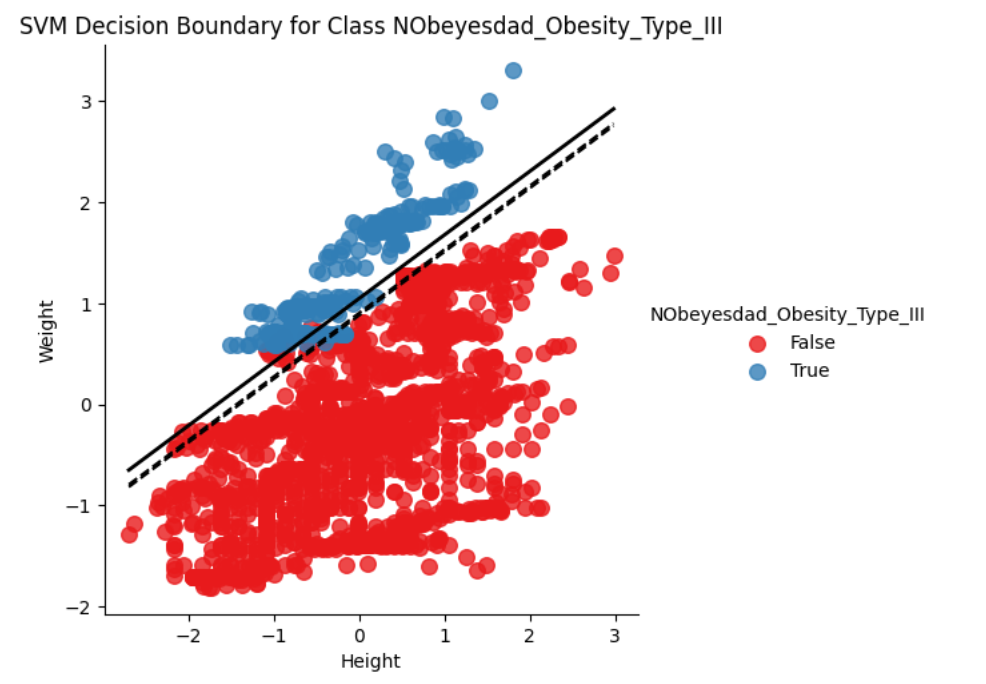 SVM Decision Boundary for Class NObeyesdad_Obesity_Type_III
3
2
1
0
−1
−2
Weight
−2 −1 0 1 2 3
Height
NObeyesdad_Obesity_Type_III
False
True